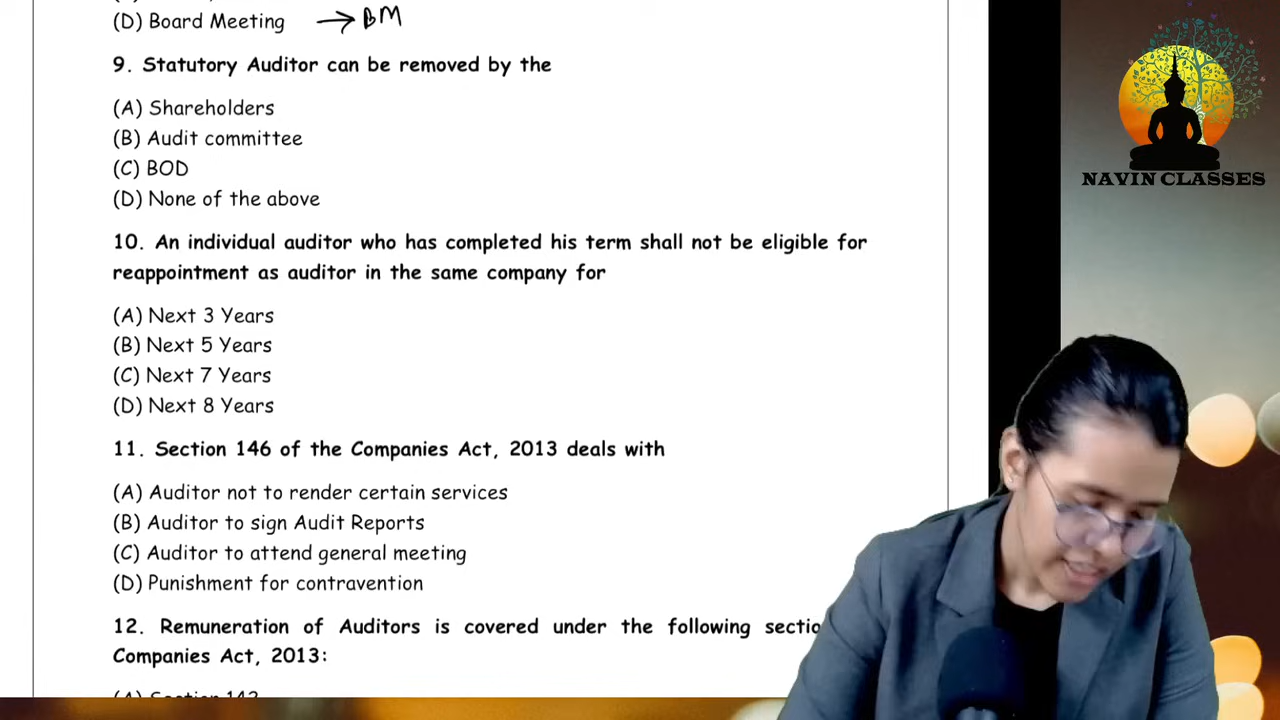 (D) Board Meeting → BM
9. Statutory Auditor can be removed by the
(A) Shareholders
(B) Audit committee
(C) BOD
(D) None of the above
10. An individual auditor who has completed his term shall not be eligible for
reappointment as auditor in the same company for
(A) Next 3 Years
(B) Next 5 Years
(C) Next 7 Years
(D) Next 8 Years
11. Section 146 of the Companies Act, 2013 deals with
(A) Auditor not to render certain services
(B) Auditor to sign Audit Reports
(C) Auditor to attend general meeting
(D) Punishment for contravention
12. Remuneration of Auditors is covered under the following
Companies Act, 2013:
(A) Section 142
NAVIN CLASSES